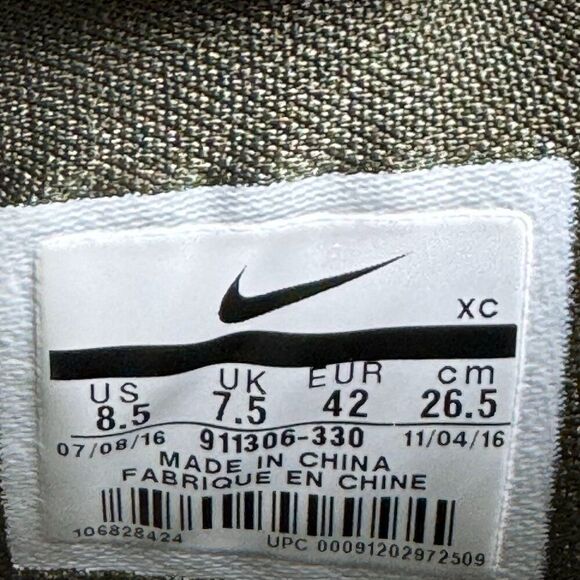 XC
US UK EUR cm
8.5 7.5 42 26.5
07/08/16 911306-330 11/04/16
MADE IN CHINA
FABRIQUE EN CHINE
106828424 UPC 00091202972509